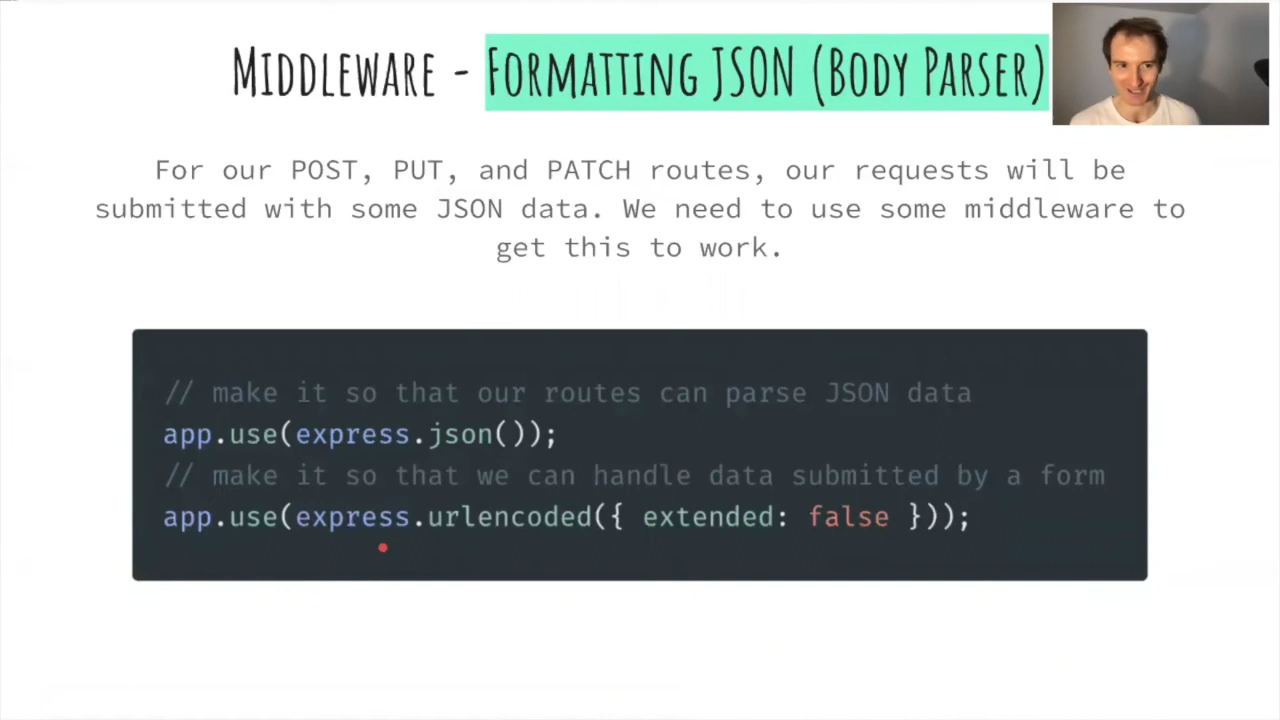 Middleware - Formatting JSON (Body Parser)
For our POST, PUT, and PATCH routes, our requests will be
submitted with some JSON data. We need to use some middleware to
get this to work.
// make it so that our routes can parse JSON data
app.use(express.json());
// make it so that we can handle data submitted by a form
app.use(express.urlencoded({ extended: false }));